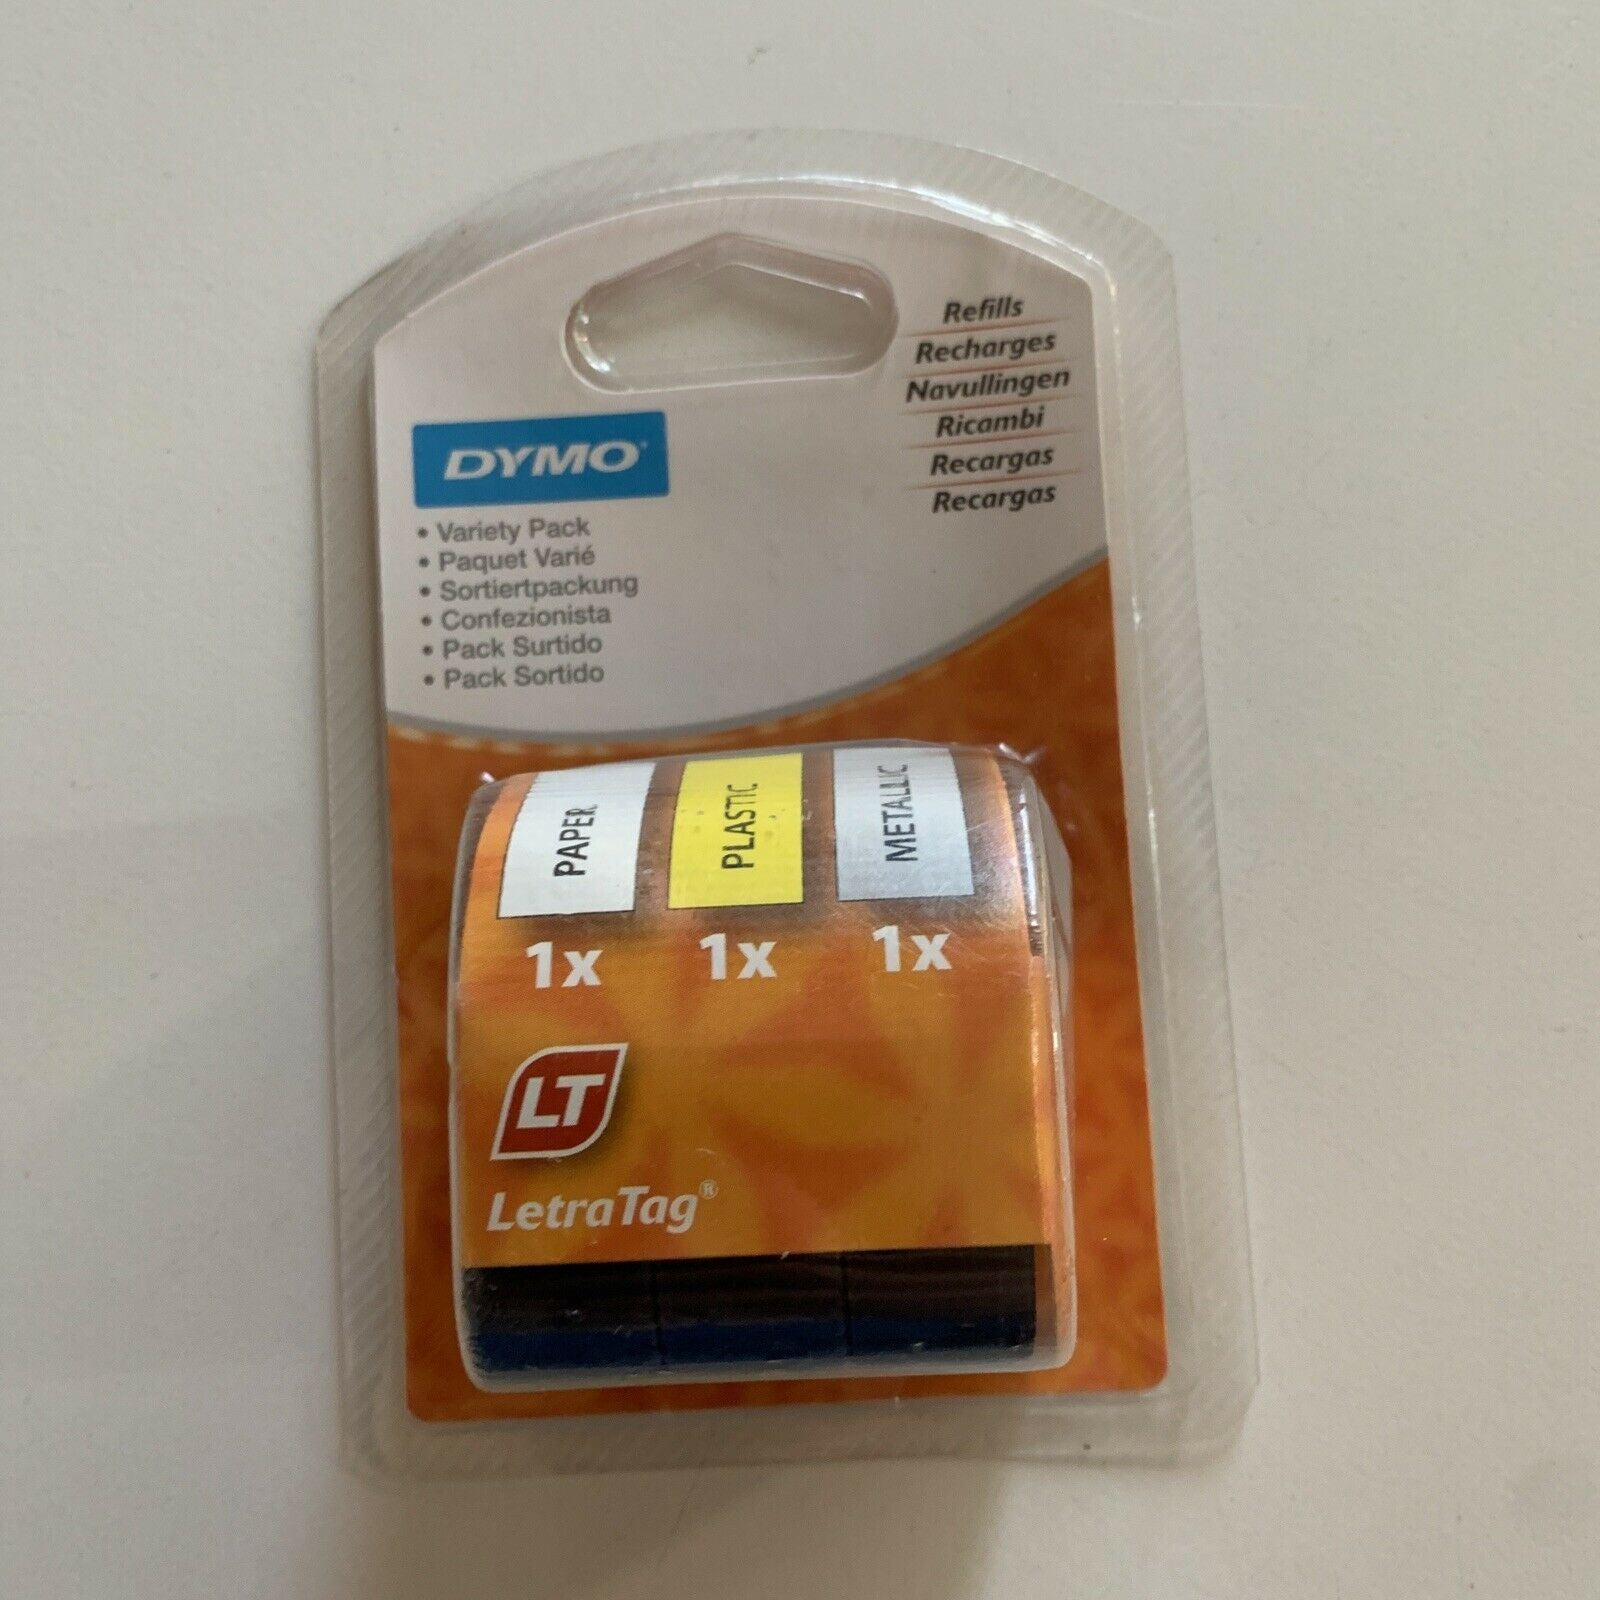 Refills
Recharges
Navullingen
Ricambi
Recargas
Recargas
DYMO®
• Variety Pack
• Paquet Varié
• Sortiertpackung
• Confezionista
• Pack Surtido
• Pack Sortido
PAPER
PLASTIC
METALLIC
1x
1x
1x
LT
LetraTag®